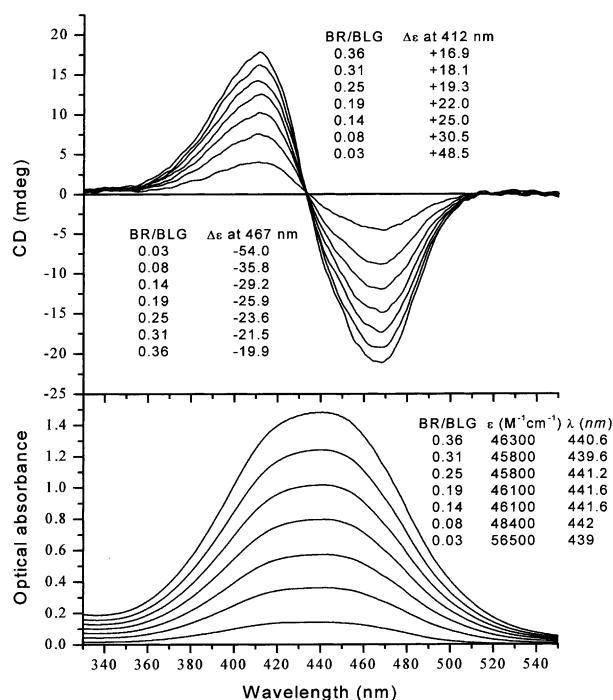 BR/BLG Δε at 412 nm
0.36 +16.9
0.31 +18.1
0.25 +19.3
0.19 +22.0
0.14 +25.0
0.08 +30.5
0.03 +48.5
20
15
10
5
0
-5
-10
-15
-20
-25
CD (mdeg)
BR/BLG Δε at 467 nm
0.03 -54.0
0.08 -35.8
0.14 -29.2
0.19 -25.9
0.25 -23.6
0.31 -21.5
0.36 -19.9
BR/BLG ε (M⁻¹cm⁻¹) λ (nm)
0.36 46300 440.6
0.31 45800 439.6
0.25 45800 441.2
0.19 46100 441.6
0.14 46100 441.6
0.08 48400 442
0.03 56500 439
1.4
1.2
1.0
0.8
0.6
0.4
0.2
0.0
Optical absorbance
330 360 380 400 420 440 460 480 500 520 540
Wavelength (nm)